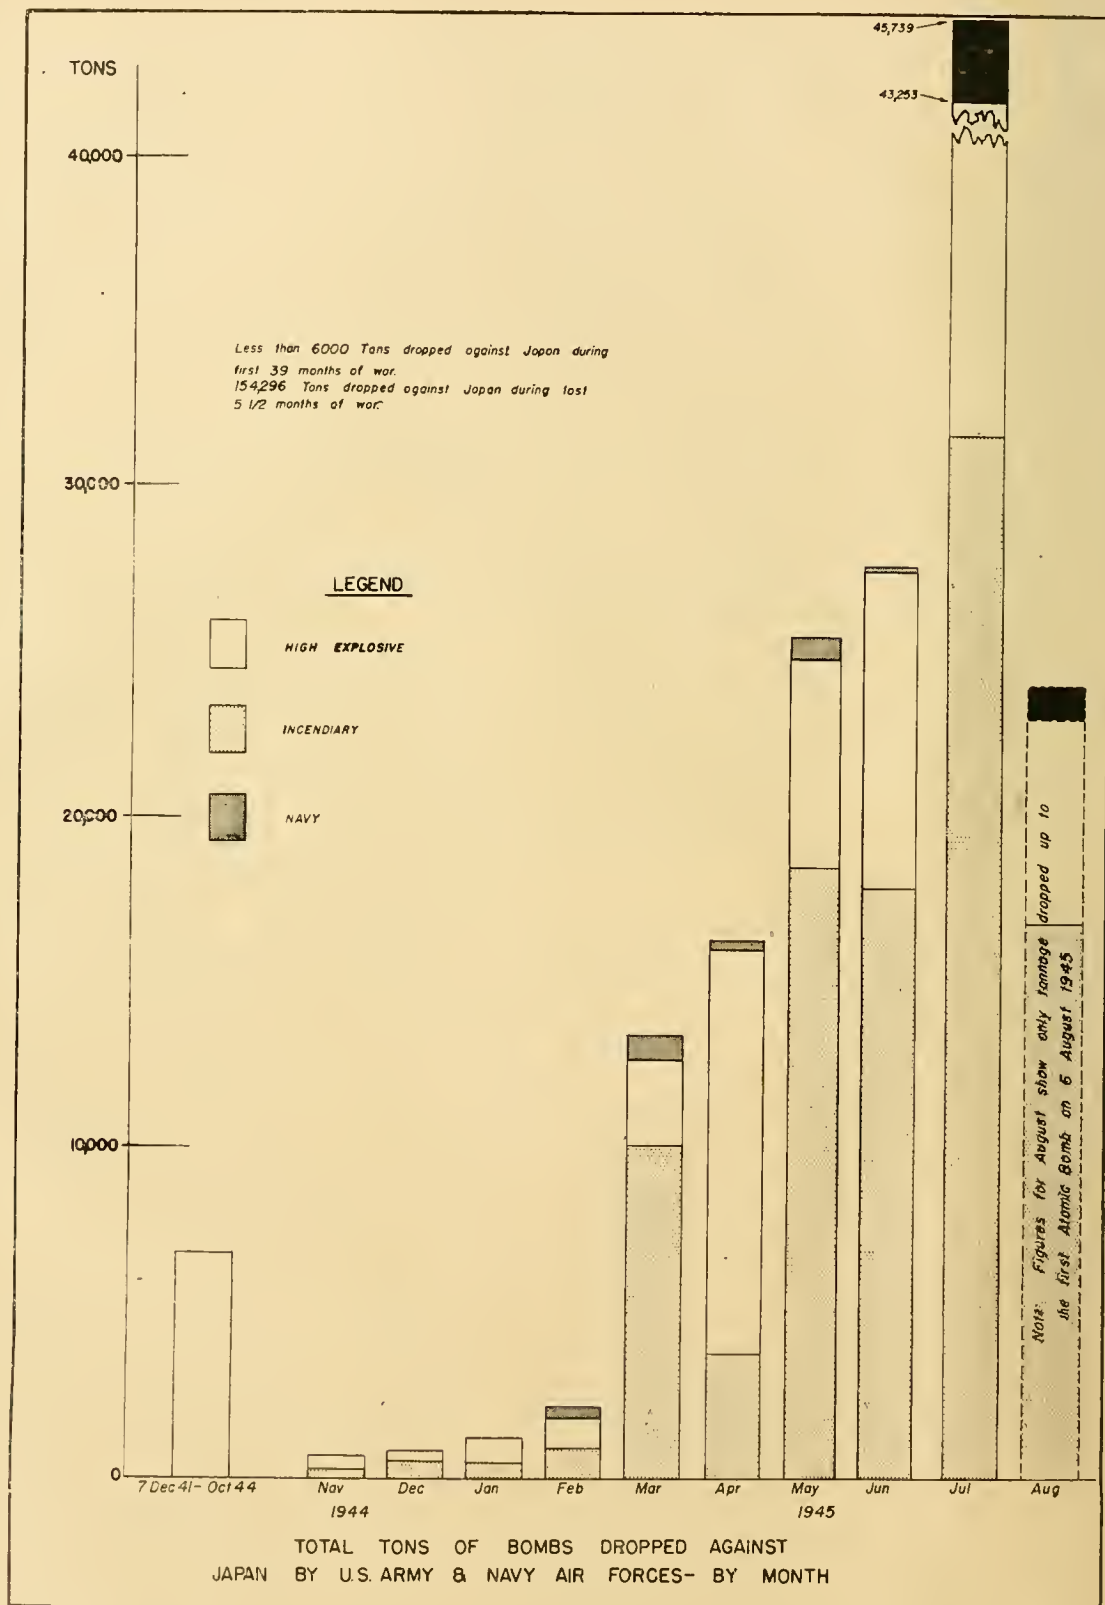 45,739
TONS
43,253
40,000
Less than 6000 Tons dropped against Japan during
first 39 months of war.
154,296 Tons dropped against Japan during last
5 1/2 months of war.
30,000
LEGEND
HIGH EXPLOSIVE
INCENDIARY
20,000
NAVY
Note: Figures for August show only tonnage dropped up to
the first Atomic Bomb on 6 August 1945
10,000
0
7 Dec 41- Oct 44 Nov Dec Jan Feb Mar Apr May Jun Jul Aug
1944 1945
TOTAL TONS OF BOMBS DROPPED AGAINST
JAPAN BY U.S. ARMY & NAVY AIR FORCES- BY MONTH